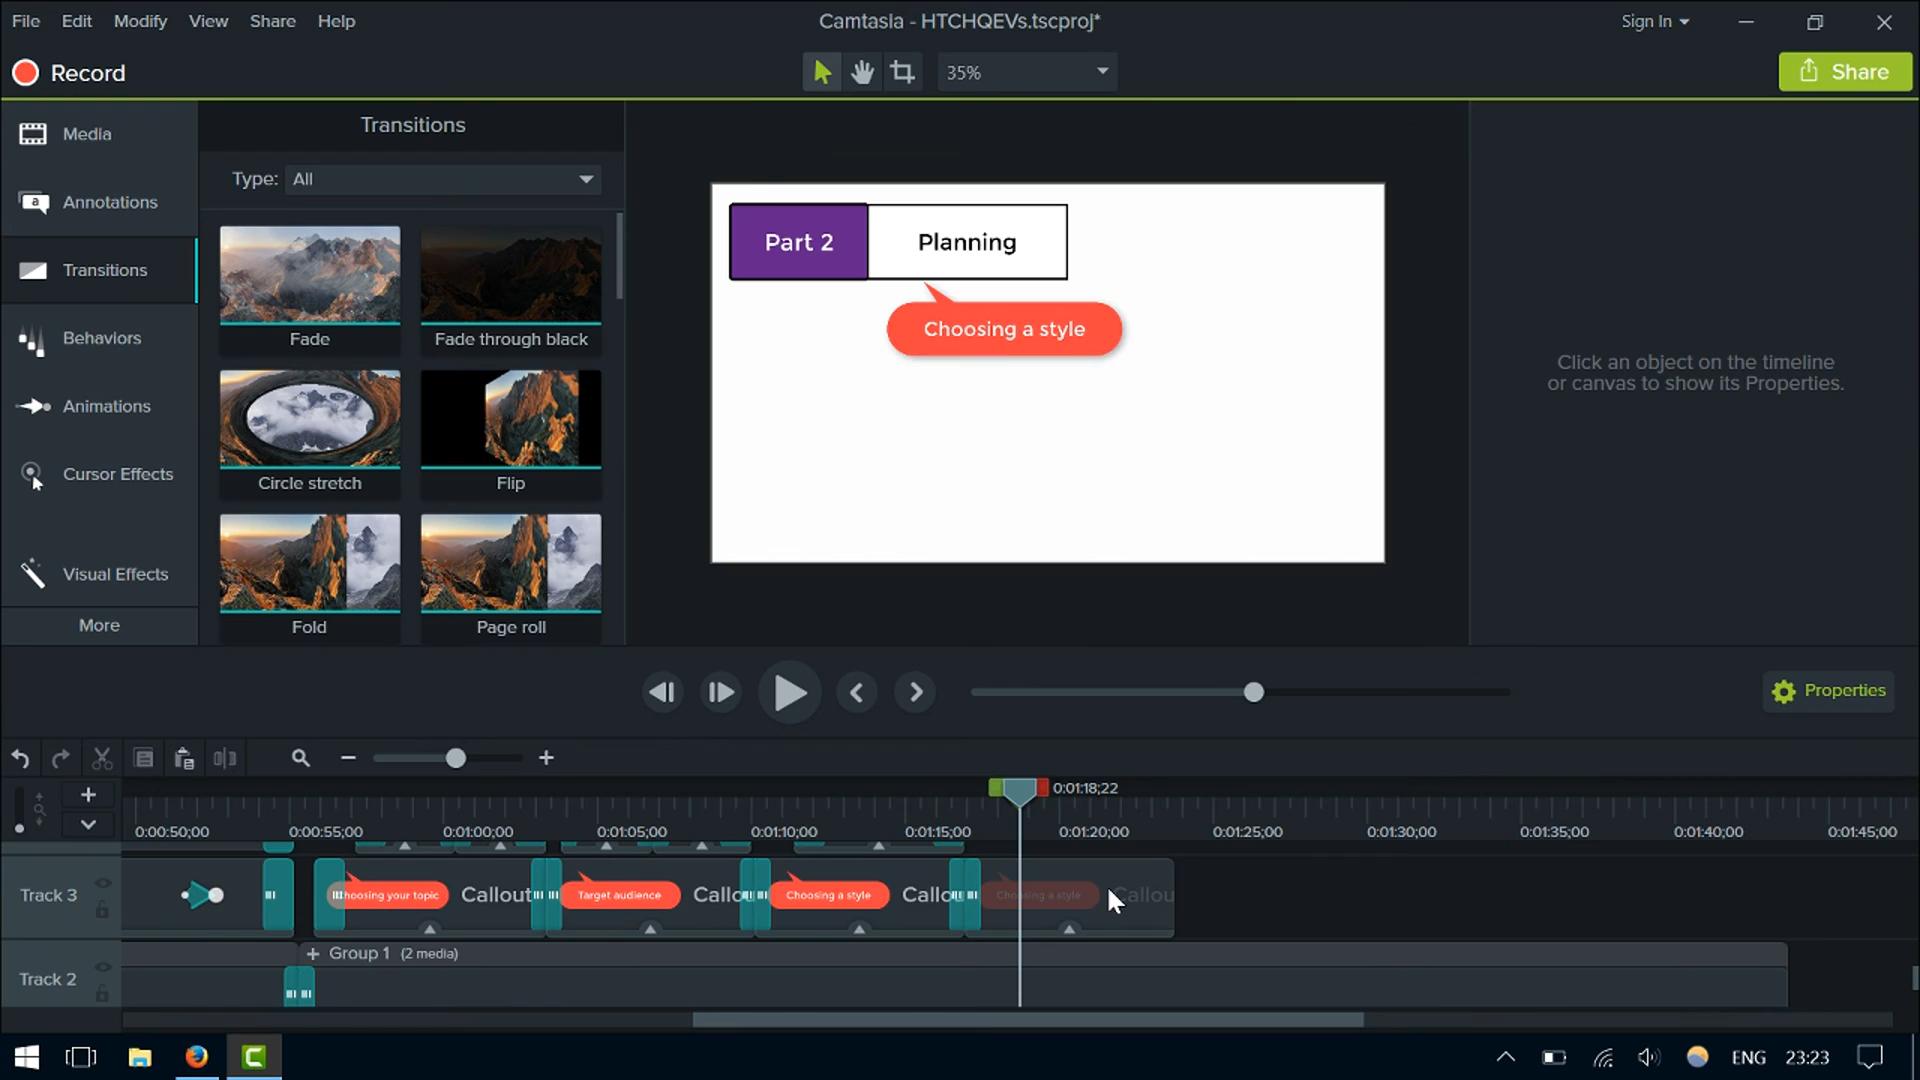 File Edit Modify View Share Help
Camtasia - HTCHQEVs.tscproj*
Sign In
Record
35%
Share
Media
Annotations
Transitions
Behaviors
Animations
Cursor Effects
Visual Effects
More
Transitions
Type: All
Fade
Fade through black
Circle stretch
Flip
Fold
Page roll
Part 2
Planning
Choosing a style
Click an object on the timeline
or canvas to show its Properties.
Properties
0:01:18;22
0:00:50;00 0:00:55;00 0:01:00;00 0:01:05;00 0:01:10;00 0:01:15;00 0:01:20;00 0:01:25;00 0:01:30;00 0:01:35;00 0:01:40;00 0:01:45;00
Track 3
hoosing your topic Callout Target audience Callo Choosing a style Callo Choosing a style Callou
+ Group 1 (2 media)
Track 2
ENG 23:23